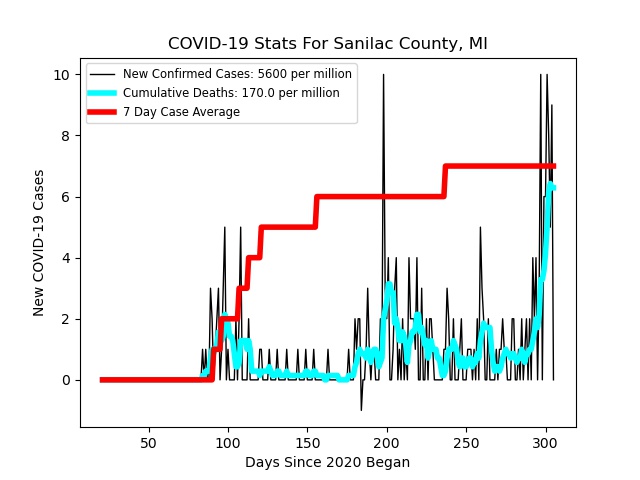 COVID-19 Stats For Sanilac County, MI
New Confirmed Cases: 5600 per million
Cumulative Deaths: 170.0 per million
7 Day Case Average
New COVID-19 Cases
10
8
6
4
2
0
50 100 150 200 250 300
Days Since 2020 Began